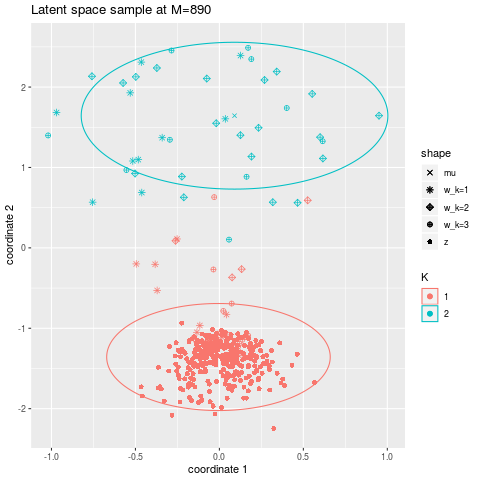 Latent space sample at M=890
2
1
0
-1
-2
coordinate 2
-1.0
-0.5
0.0
0.5
1.0
coordinate 1
shape
mu
w_k=1
w_k=2
w_k=3
z
K
1
2